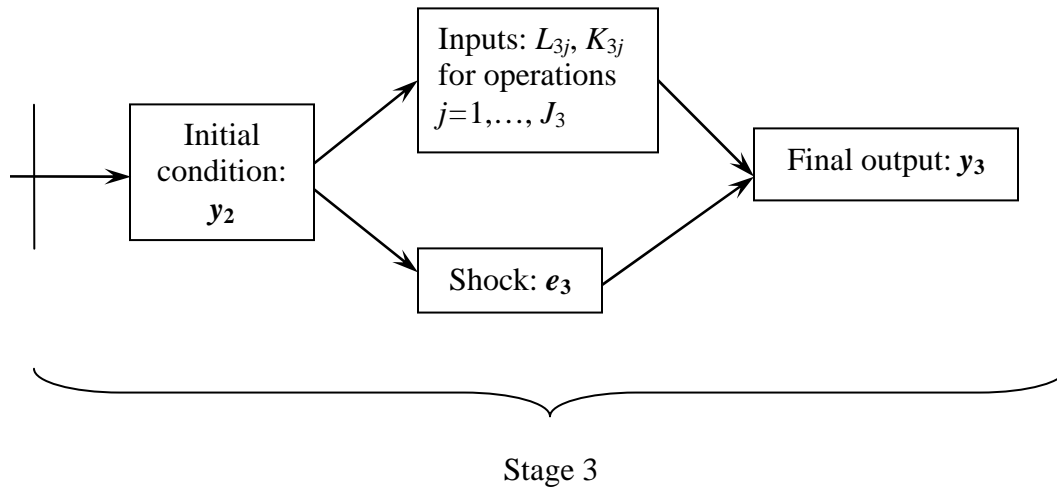 Inputs: L3j, K3j
for operations
j=1,…, J3
Initial
condition:
y2
Final output: y3
Shock: e3
Stage 3